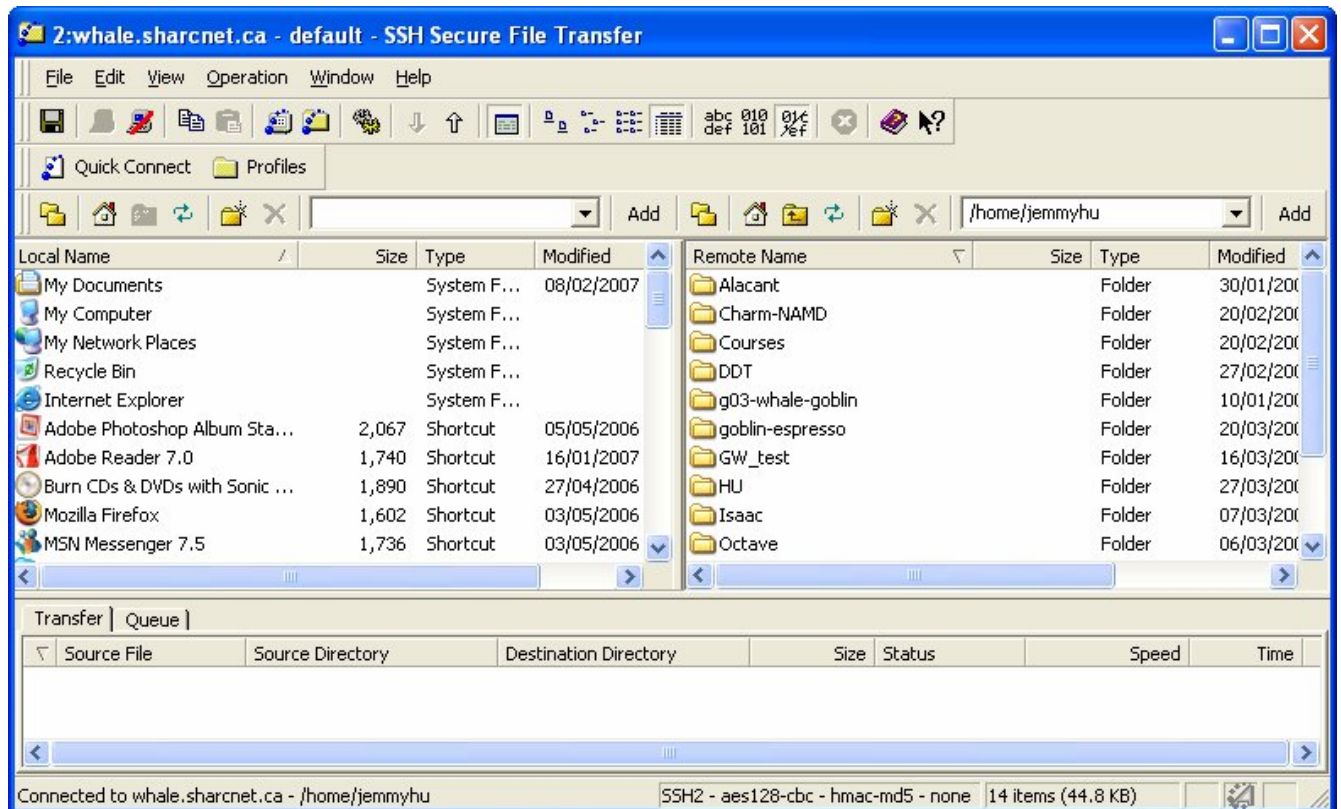 2:whale.sharcnet.ca - default - SSH Secure File Transfer
File Edit View Operation Window Help
abc def 010 101
Quick Connect Profiles
Add /home/jemmyhu Add
Local Name Size Type Modified
My Documents System F... 08/02/2007
My Computer System F...
My Network Places System F...
Recycle Bin System F...
Internet Explorer System F...
Adobe Photoshop Album Sta... 2,067 Shortcut 05/05/2006
Adobe Reader 7.0 1,740 Shortcut 16/01/2007
Burn CDs & DVDs with Sonic ... 1,890 Shortcut 27/04/2006
Mozilla Firefox 1,602 Shortcut 03/05/2006
MSN Messenger 7.5 1,736 Shortcut 03/05/2006
Remote Name Size Type Modified
Alacant Folder 30/01/200
Charm-NAMD Folder 20/02/200
Courses Folder 20/02/200
DDT Folder 27/02/200
g03-whale-goblin Folder 10/01/200
goblin-espresso Folder 20/03/200
GW_test Folder 16/03/200
HU Folder 27/03/200
Isaac Folder 07/03/200
Octave Folder 06/03/200
Transfer Queue
Source File Source Directory Destination Directory Size Status Speed Time
Connected to whale.sharcnet.ca - /home/jemmyhu SSH2 - aes128-cbc - hmac-md5 - none 14 items (44.8 KB)